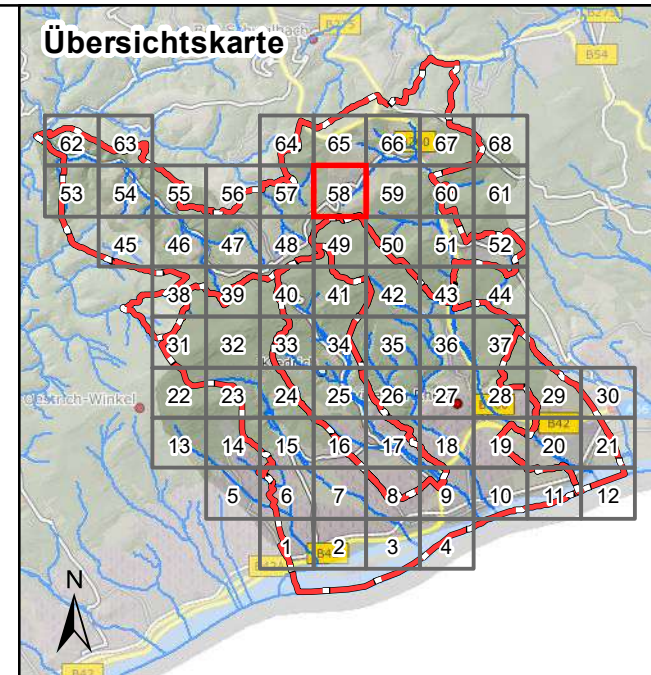 Übersichtskarte
B275
B54
62 63 64 65 66 67 68
53 54 55 56 57 58 59 60 61
45 46 47 48 49 50 51 52
38 39 40 41 42 43 44
31 32 33 34 35 36 37
Oestrich-Winkel
22 23 24 25 26 27 28 29 30
B42
13 14 15 16 17 18 19 20 21
5 6 7 8 9 10 11 12
1 2 3 4
N
B42